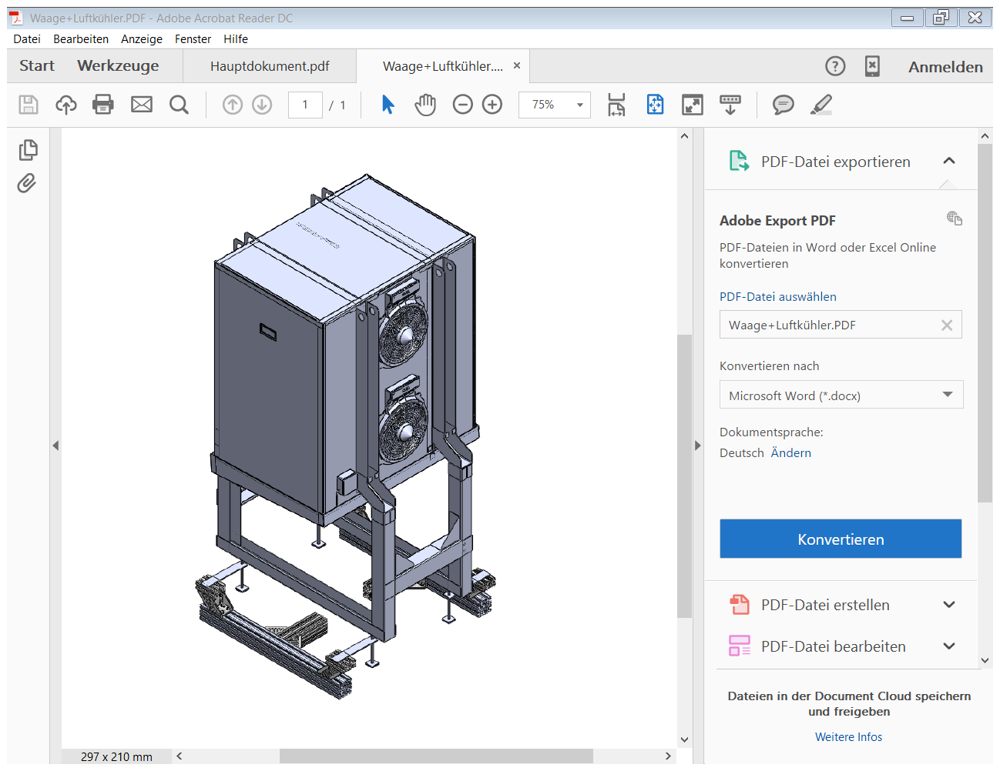 Waage+Luftkühler.PDF - Adobe Acrobat Reader DC
Datei Bearbeiten Anzeige Fenster Hilfe
Start Werkzeuge Hauptdokument.pdf Waage+Luftkühler.... × ? Anmelden
1 / 1 75%
PDF-Datei exportieren
Adobe Export PDF
PDF-Dateien in Word oder Excel Online
konvertieren
PDF-Datei auswählen
Waage+Luftkühler.PDF
Konvertieren nach
Microsoft Word (*.docx)
Dokumentsprache:
Deutsch Ändern
Konvertieren
PDF-Datei erstellen
PDF-Datei bearbeiten
Dateien in der Document Cloud speichern
und freigeben
Weitere Infos
297 x 210 mm